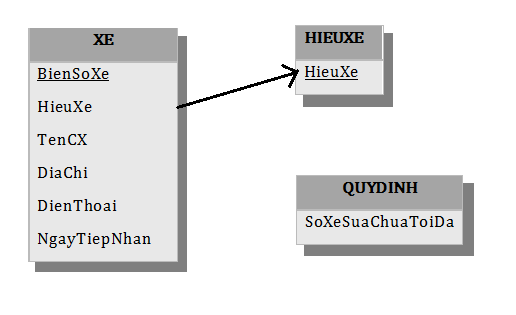 XE
BienSoXe
HieuXe
TenCX
DiaChi
DienThoai
NgayTiepNhan
HIEUXE
HieuXe
QUYDINH
SoXeSuaChuaToiDa